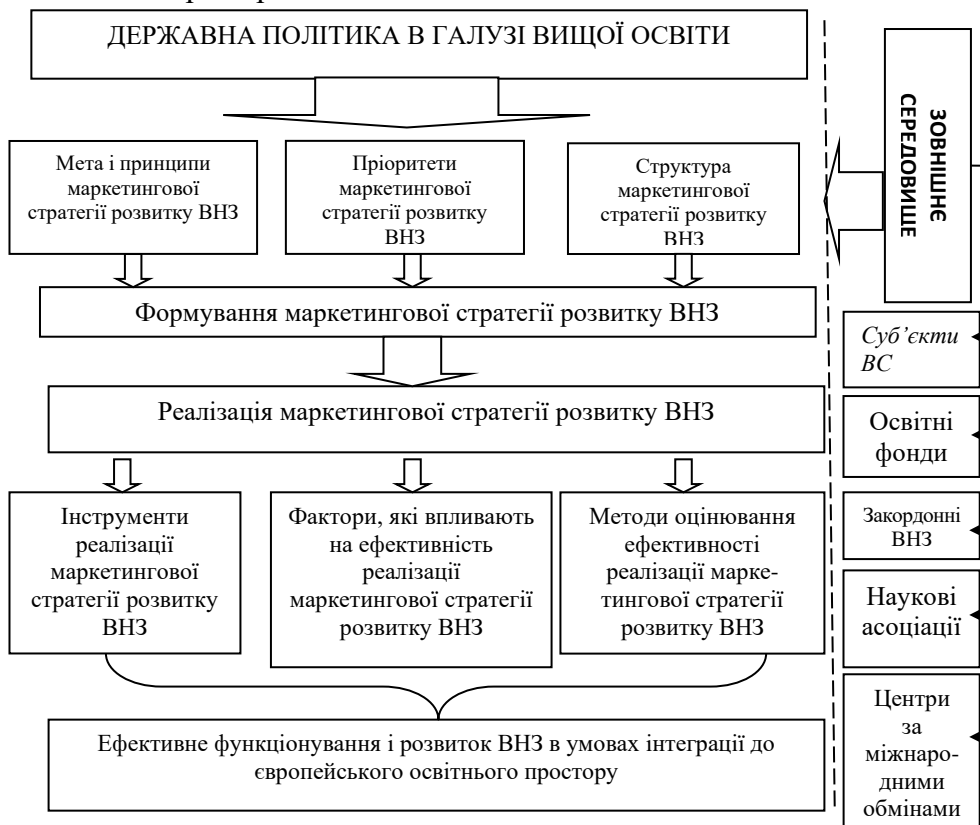 ДЕРЖАВНА ПОЛІТИКА В ГАЛУЗІ ВИЩОЇ ОСВІТИ
Мета і принципи
маркетингової
стратегії розвитку ВНЗ
Пріоритети
маркетингової
стратегії розвитку
ВНЗ
Структура
маркетингової
стратегії розвитку
ВНЗ
ЗОВНІШНЄ
СЕРЕДОВИЩЕ
Формування маркетингової стратегії розвитку ВНЗ
Реалізація маркетингової стратегії розвитку ВНЗ
Інструменти
реалізації
маркетингової
стратегії розвитку
ВНЗ
Фактори, які впливають
на ефективність
реалізації
маркетингової стратегії
розвитку ВНЗ
Методи оцінювання
ефективності
реалізації марке-
тингової стратегії
розвитку ВНЗ
Ефективне функціонування і розвиток ВНЗ в умовах інтеграції до
європейського освітнього простору
Суб’єкти
ВС
Освітні
фонди
Закордонні
ВНЗ
Наукові
асоціації
Центри
за
міжнаро-
дними
обмінами